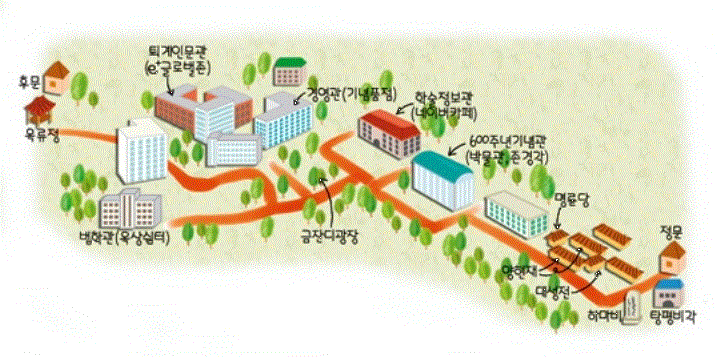 퇴계인문관
(e+글로벌존)
후문
옥류정
경영관(기념품점)
학술정보관
(네이버카페)
600주년기념관
(박물관,존경각)
명륜당
법학관(옥상쉼터)
금잔디광장
양현재
대성전
정문
하마비
탕평비각